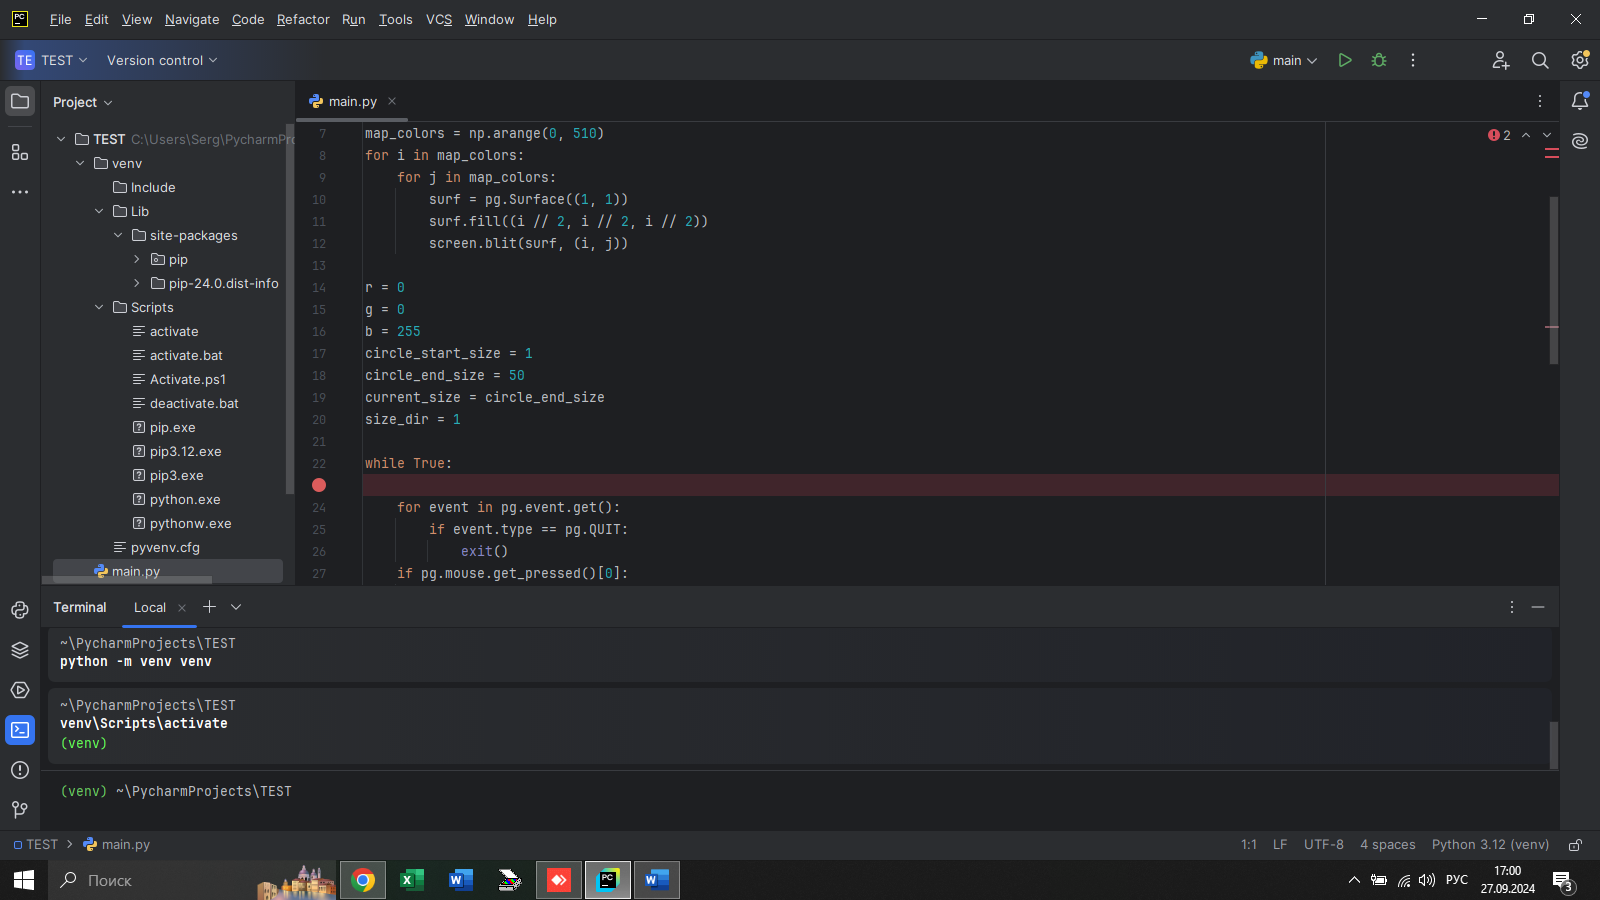 PC File Edit View Navigate Code Refactor Run Tools VCS Window Help
TE TEST Version control main
Project
main.py
TEST C:\Users\Serg\PycharmPro
venv
Include
Lib
site-packages
pip
pip-24.0.dist-info
Scripts
activate
activate.bat
Activate.ps1
deactivate.bat
pip.exe
pip3.12.exe
pip3.exe
python.exe
pythonw.exe
pyvenv.cfg
main.py
2
7 map_colors = np.arange(0, 510)
8 for i in map_colors:
9 for j in map_colors:
10 surf = pg.Surface((1, 1))
11 surf.fill((i // 2, i // 2, i // 2))
12 screen.blit(surf, (i, j))
13
14 r = 0
15 g = 0
16 b = 255
17 circle_start_size = 1
18 circle_end_size = 50
19 current_size = circle_end_size
20 size_dir = 1
21
22 while True:
24 for event in pg.event.get():
25 if event.type == pg.QUIT:
26 exit()
27 if pg.mouse.get_pressed()[0]:
Terminal Local
~\PycharmProjects\TEST
python -m venv venv
~\PycharmProjects\TEST
venv\Scripts\activate
(venv)
(venv) ~\PycharmProjects\TEST
TEST main.py 1:1 LF UTF-8 4 spaces Python 3.12 (venv)
Поиск
РУС
17:00
27.09.2024
3